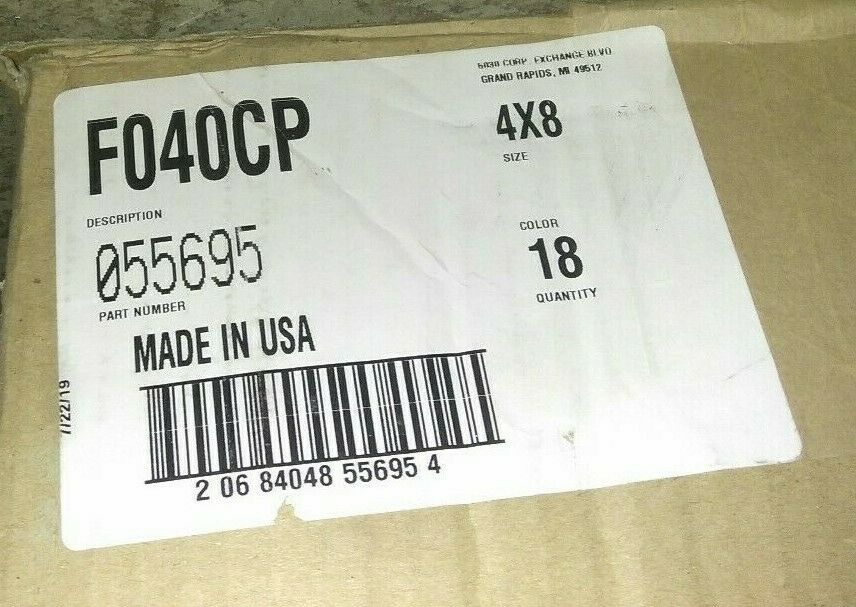 5030 CORP. EXCHANGE BLVD
GRAND RAPIDS, MI 49512
F040CP
DESCRIPTION
4X8
SIZE
055695
PART NUMBER
COLOR
18
QUANTITY
MADE IN USA
7/22/19
2 06 84048 55695 4